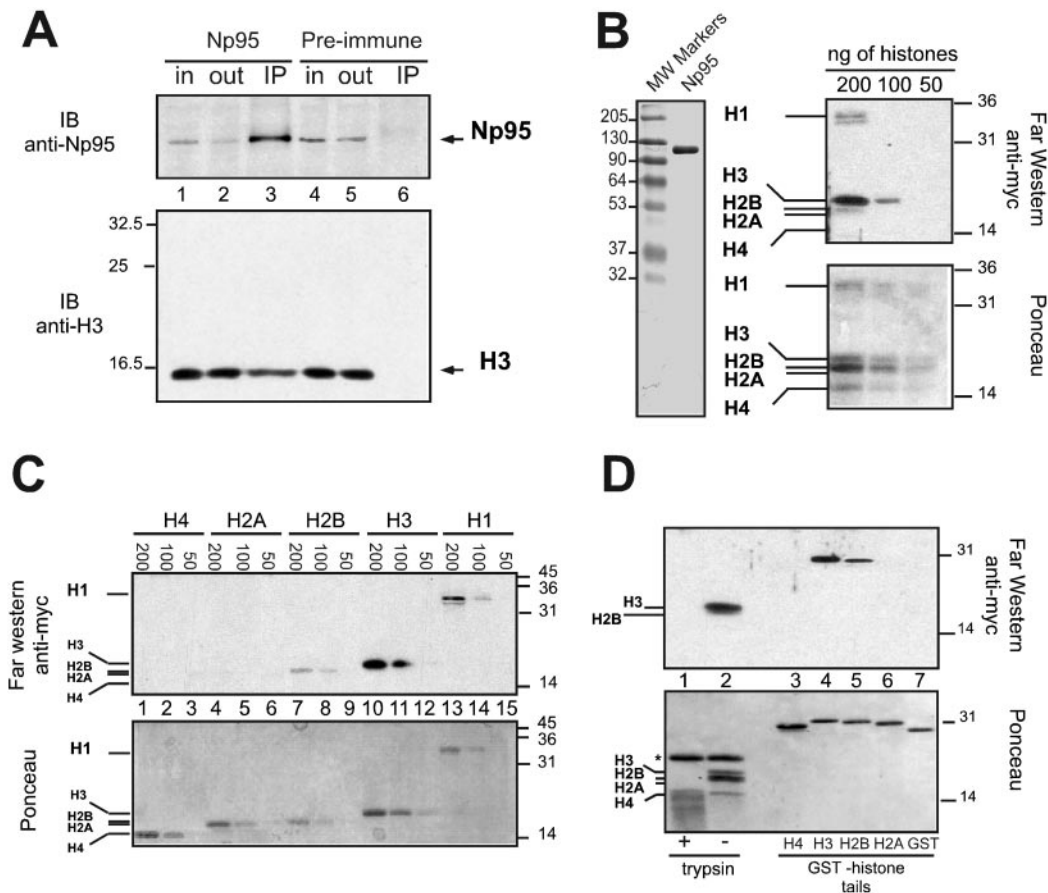 A
Np95 Pre-immune
in out IP in out IP
IB
anti-Np95
Np95
1 2 3 4 5 6
32.5
25
16.5
IB
anti-H3
H3
B
MW Markers
Np95
205
130
90
64
53
37
32
ng of histones
200 100 50
H1
H3
H2B
H2A
H4
36
31
14
Far Western
anti-myc
H1
H3
H2B
H2A
H4
36
31
14
Ponceau
C
H4 H2A H2B H3 H1
200 100 50 200 100 50 200 100 50 200 100 50 200 100 50
Far western
anti-myc
H1
H3
H2B
H2A
H4
45
36
31
14
1 2 3 4 5 6 7 8 9 10 11 12 13 14 15
Ponceau
H1
H3
H2B
H2A
H4
45
36
31
14
D
H3
H2B
31
14
Far Western
anti-myc
1 2 3 4 5 6 7
*
H3
H2B
H2A
H4
31
14
Ponceau
+ -
trypsin
H4 H3 H2B H2A GST
GST -histone
tails